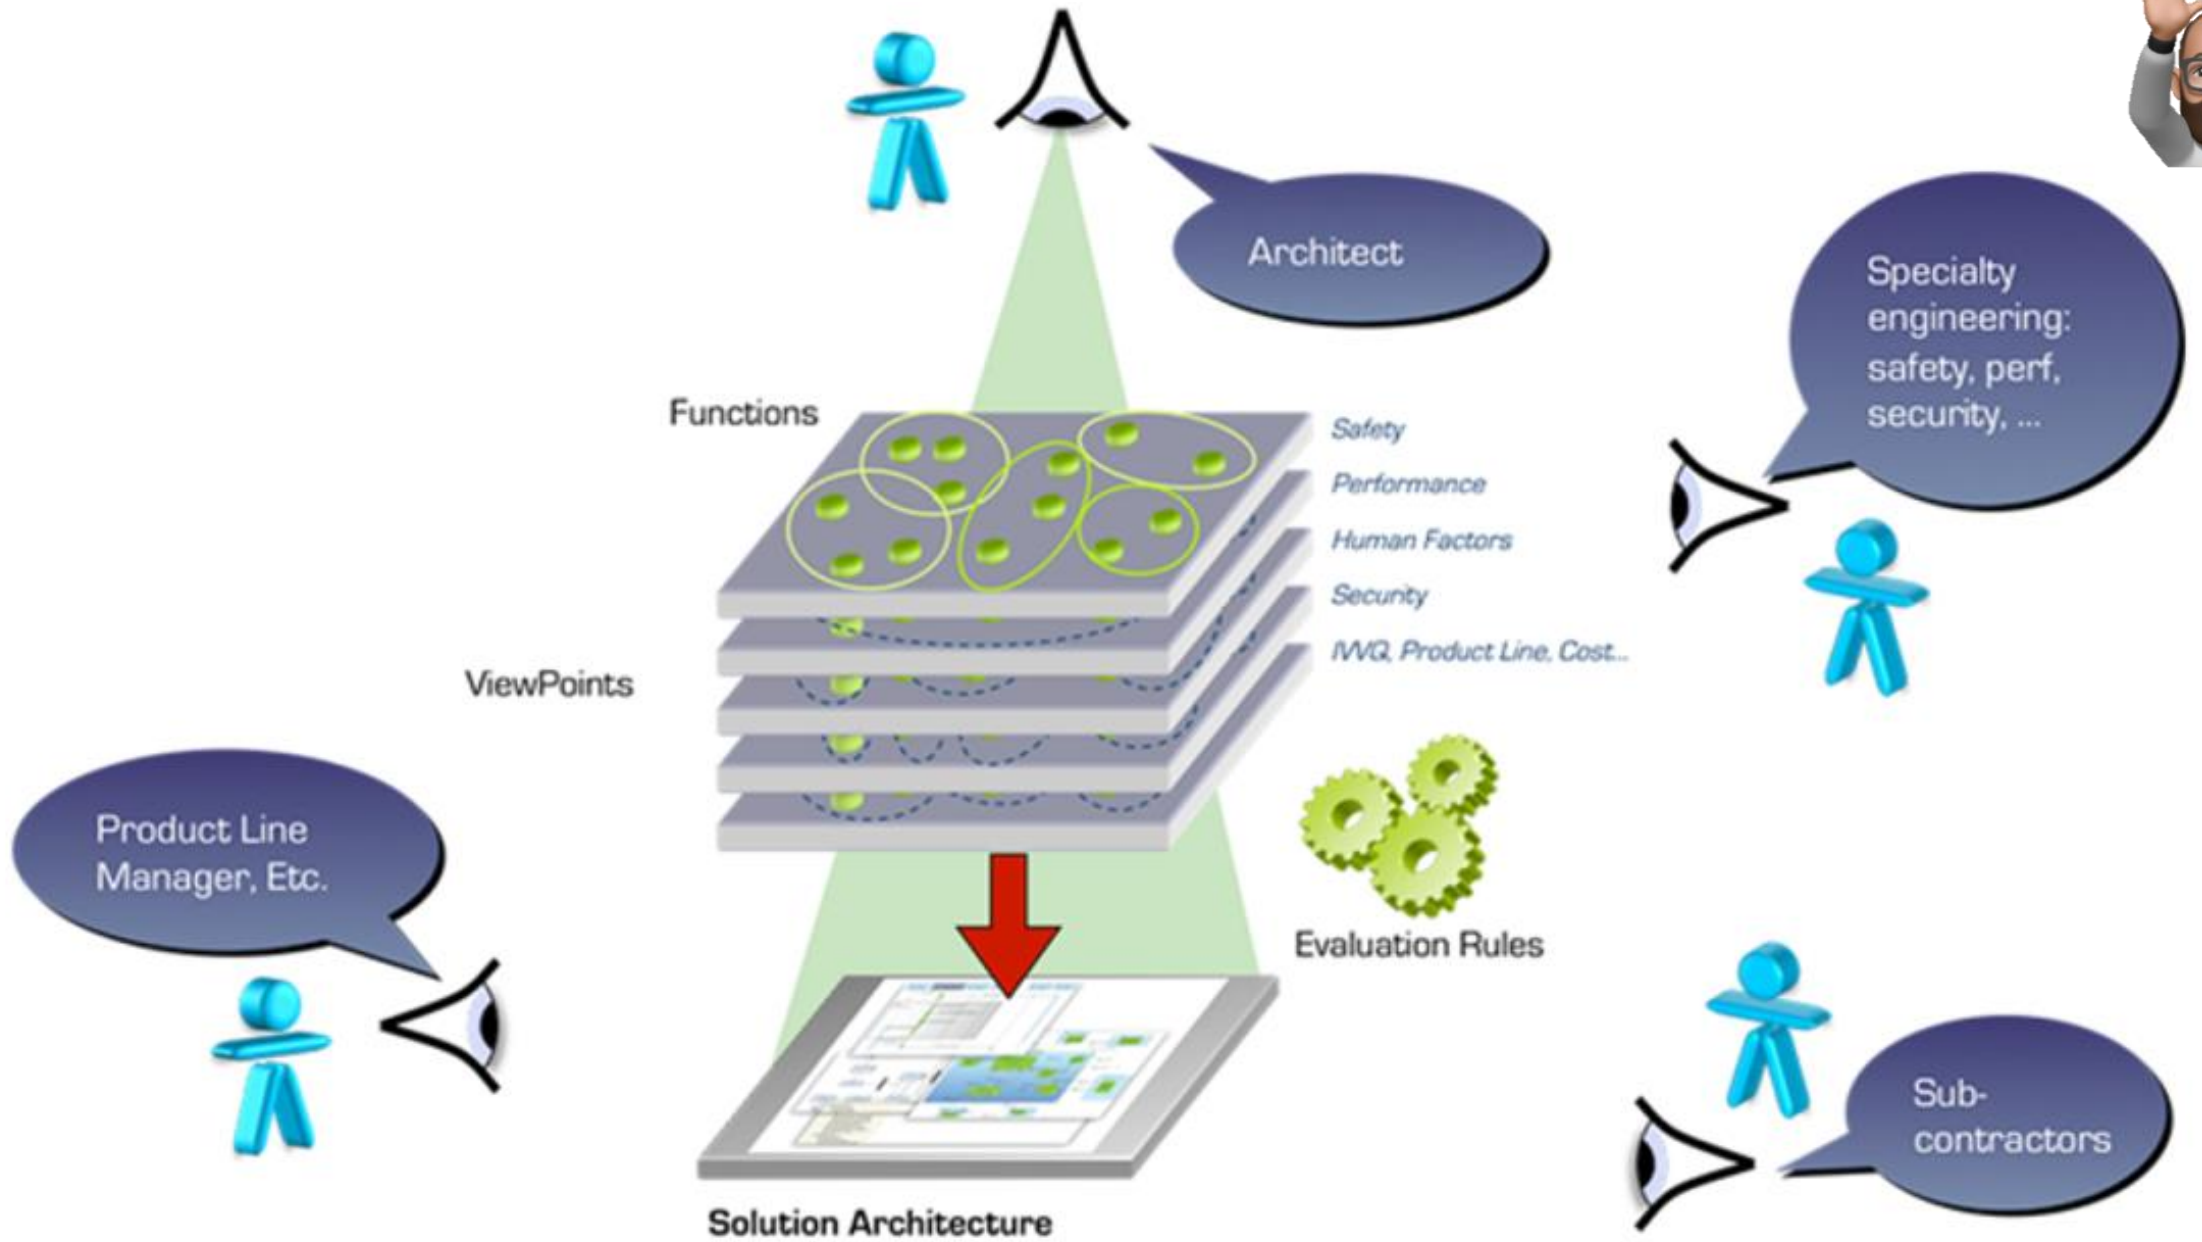 Architect
Specialty
engineering:
safety, perf,
security, ...
Functions
Safety
Performance
Human Factors
Security
IVVQ, Product Line, Cost...
ViewPoints
Product Line
Manager, Etc.
Evaluation Rules
Sub-
contractors
Solution Architecture